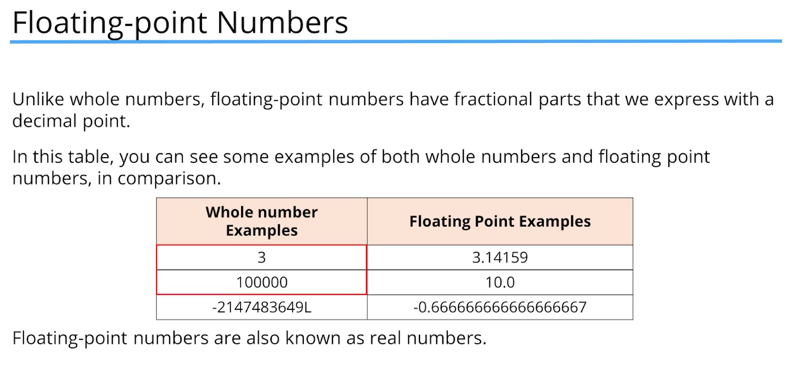 Floating-point Numbers
Unlike whole numbers, floating-point numbers have fractional parts that we express with a
decimal point.
In this table, you can see some examples of both whole numbers and floating point
numbers, in comparison.
Whole number
Examples
Floating Point Examples
3
3.14159
100000
10.0
-2147483649L
-0.666666666666666667
Floating-point numbers are also known as real numbers.